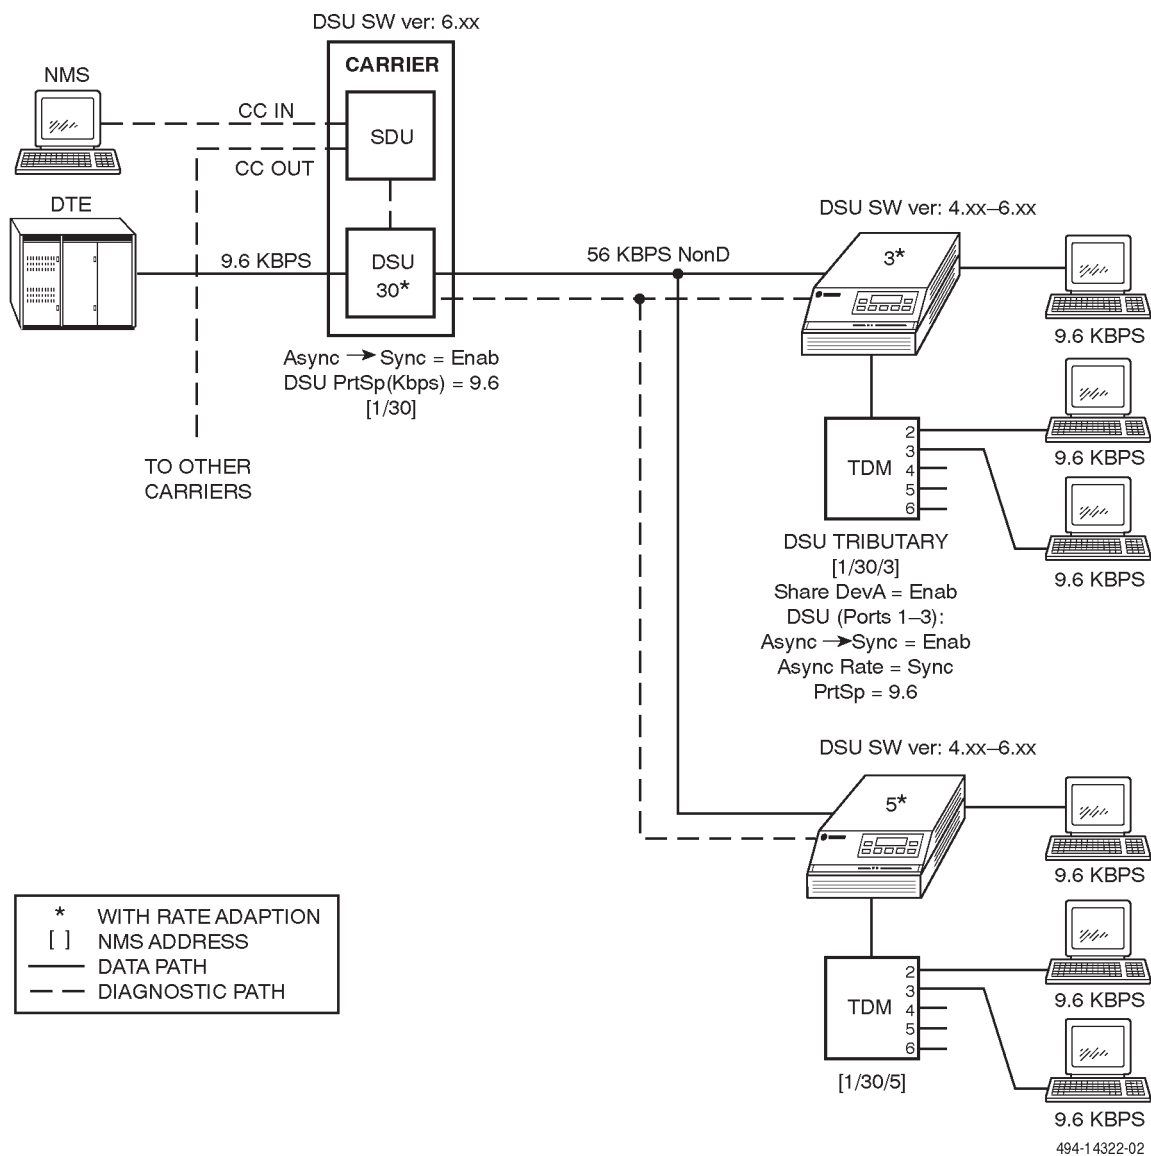 DSU SW ver: 6.xx
CARRIER
NMS
CC IN
SDU
CC OUT
DTE
9.6 KBPS
DSU
30*
56 KBPS NonD
Async → Sync = Enab
DSU PrtSp(Kbps) = 9.6
[1/30]
TO OTHER
CARRIERS
DSU SW ver: 4.xx–6.xx
3*
9.6 KBPS
TDM
2
3
4
5
6
9.6 KBPS
9.6 KBPS
DSU TRIBUTARY
[1/30/3]
Share DevA = Enab
DSU (Ports 1–3):
Async → Sync = Enab
Async Rate = Sync
PrtSp = 9.6
DSU SW ver: 4.xx–6.xx
5*
9.6 KBPS
TDM
2
3
4
5
6
9.6 KBPS
9.6 KBPS
[1/30/5]
* WITH RATE ADAPTION
[ ] NMS ADDRESS
DATA PATH
DIAGNOSTIC PATH
494-14322-02